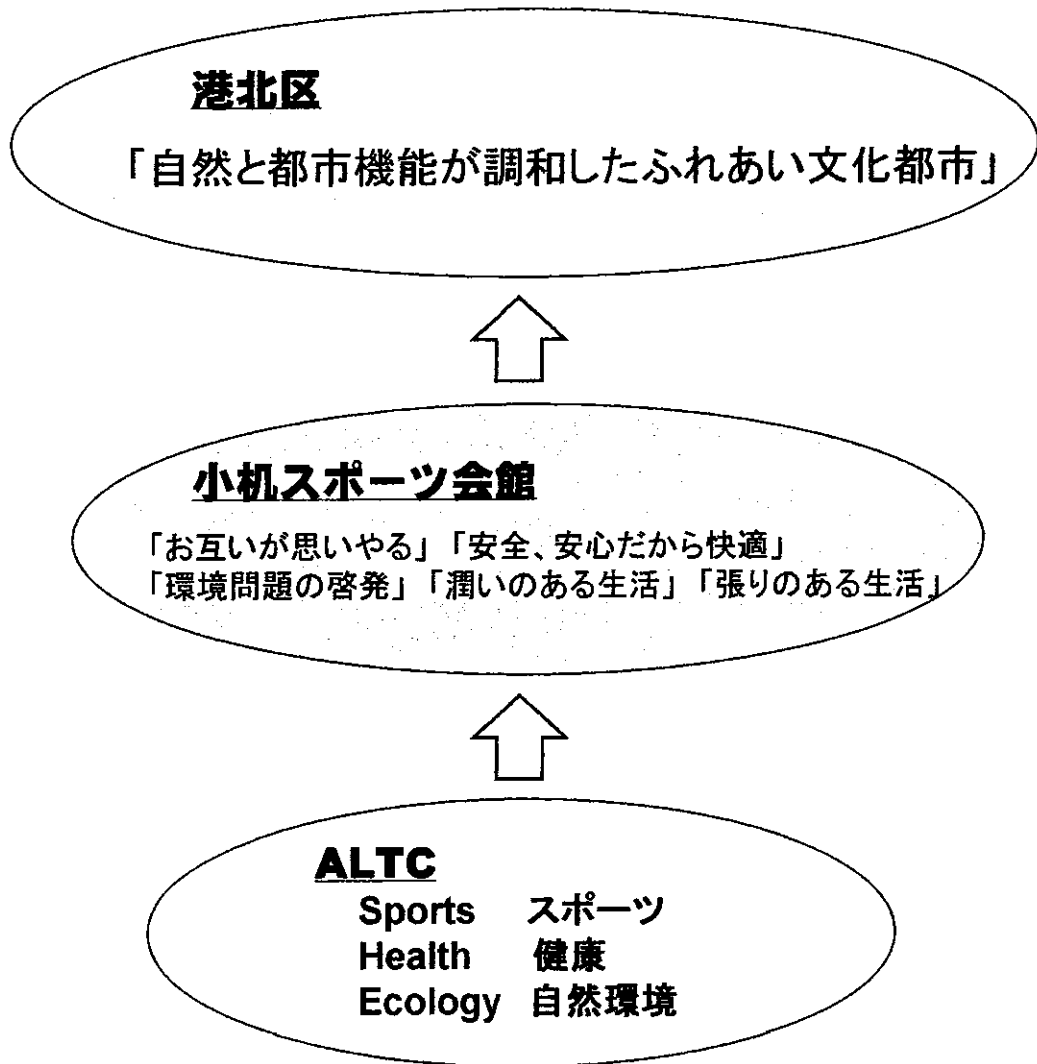 港北区
「自然と都市機能が調和したふれあい文化都市」
小机スポーツ会館
「お互いが思いやる」「安全、安心だから快適」
「環境問題の啓発」「潤いのある生活」「張りのある生活」
ALTC
Sports スポーツ
Health 健康
Ecology 自然環境